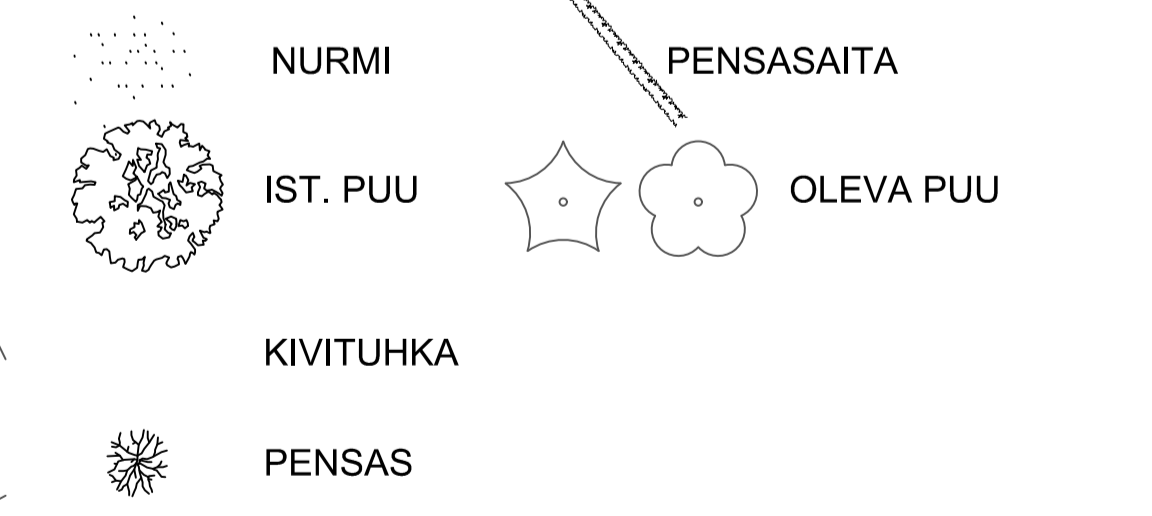 NURMI
PENSASAITA
IST. PUU
OLEVA PUU
KIVITUHKA
PENSAS